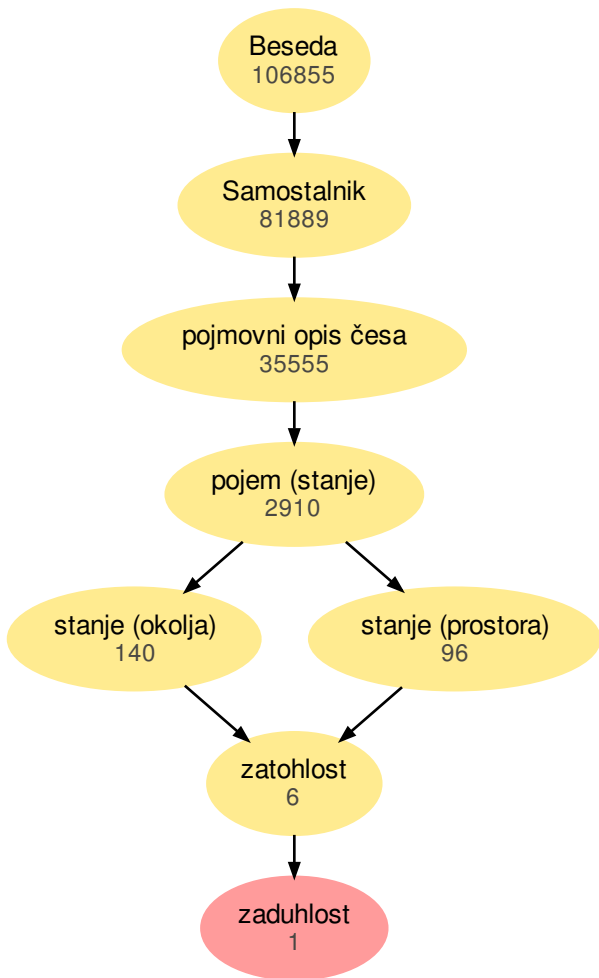 Beseda
106855
Samostalnik
81889
pojmovni opis česa
35555
pojem (stanje)
2910
stanje (okolja)
140
stanje (prostora)
96
zatohlost
6
zaduhlost
1